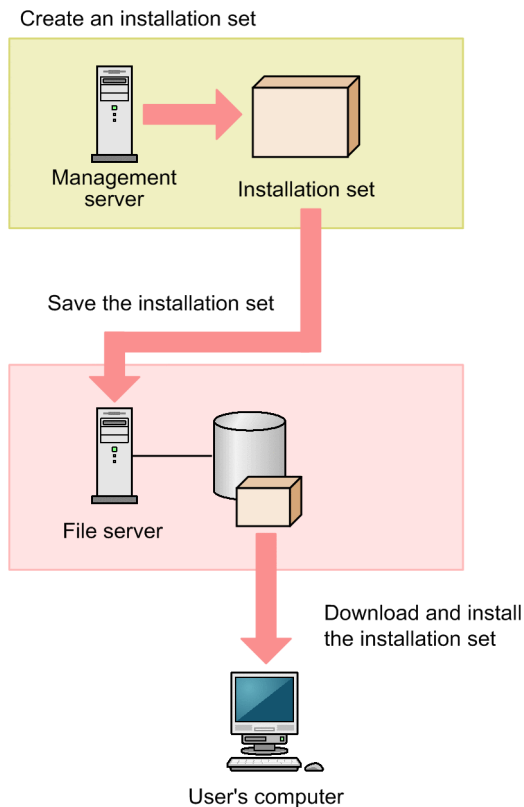 Create an installation set
Management
server
Installation set
Save the installation set
File server
Download and install
the installation set
User's computer